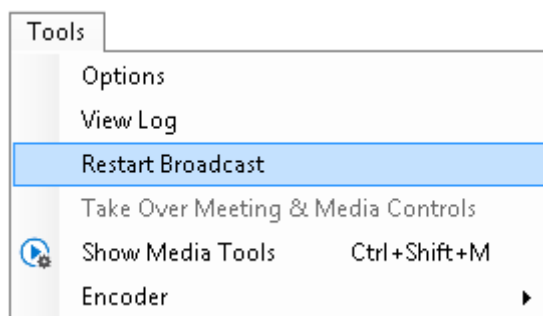 Tools
Options
View Log
Restart Broadcast
Take Over Meeting & Media Controls
Show Media Tools Ctrl+Shift+M
Encoder